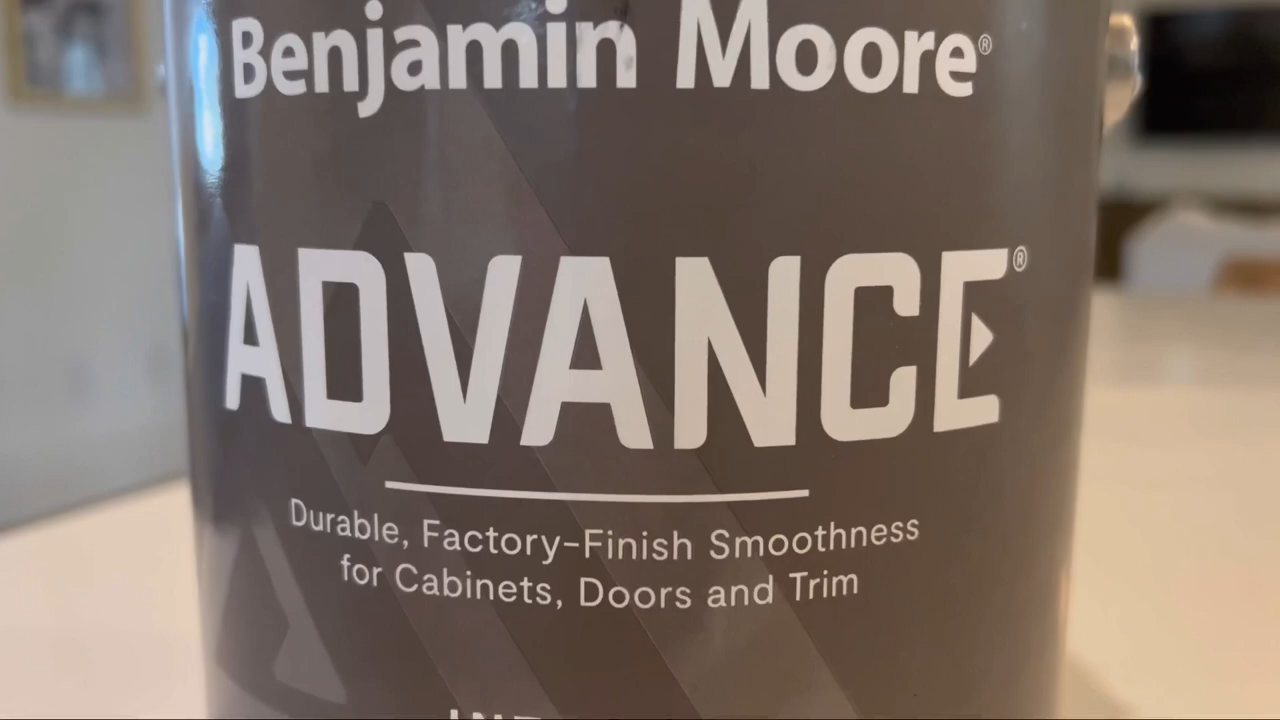 Benjamin Moore®
ADVANCE®
Durable, Factory-Finish Smoothness
for Cabinets, Doors and Trim